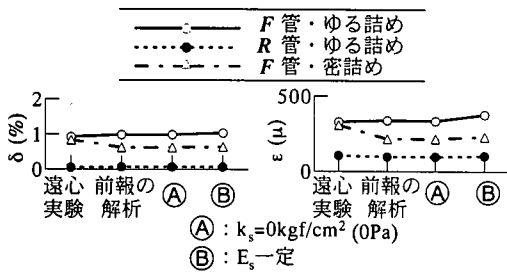 F 管・ゆる詰め
R 管・ゆる詰め
F 管・密詰め
2
1
0
δ (%)
遠心
実験
前報の
解析
Ⓐ
Ⓑ
500
0
ε (μ)
遠心
実験
前報の
解析
Ⓐ
Ⓑ
Ⓐ : kₛ=0kgf/cm² (0Pa)
Ⓑ : Eₛ一定